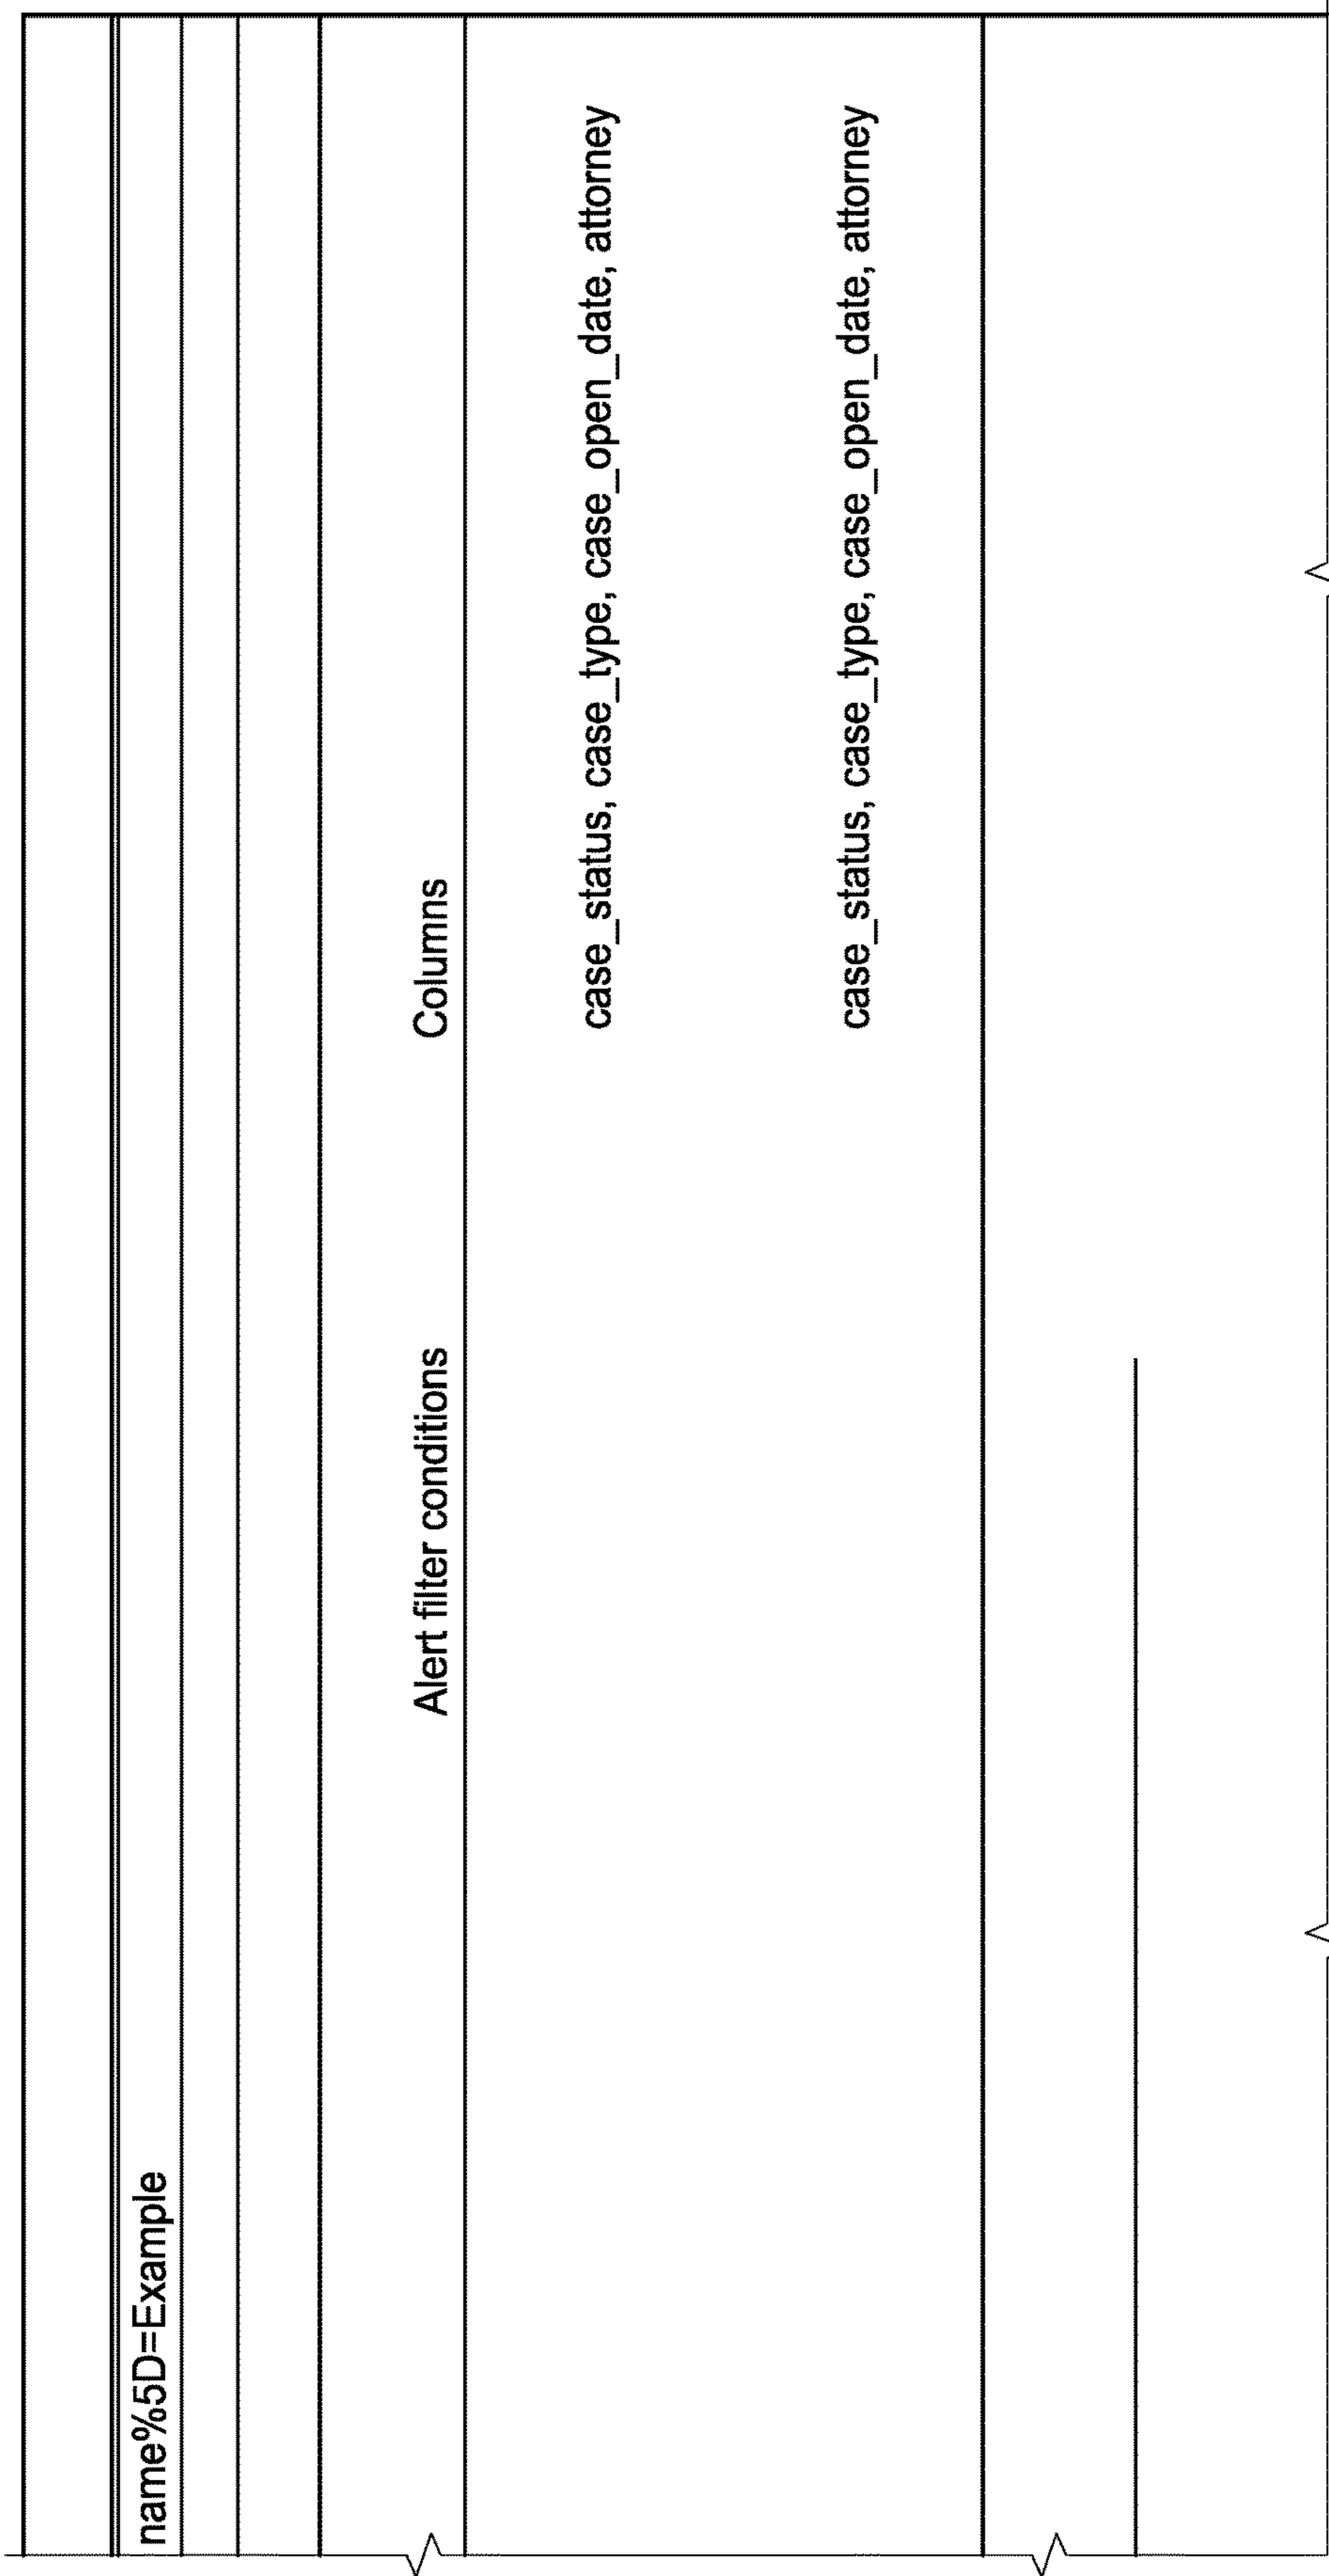 name%5D=Example
Alert filter conditions Columns
case_status, case_type, case_open_date, attorney
case_status, case_type, case_open_date, attorney